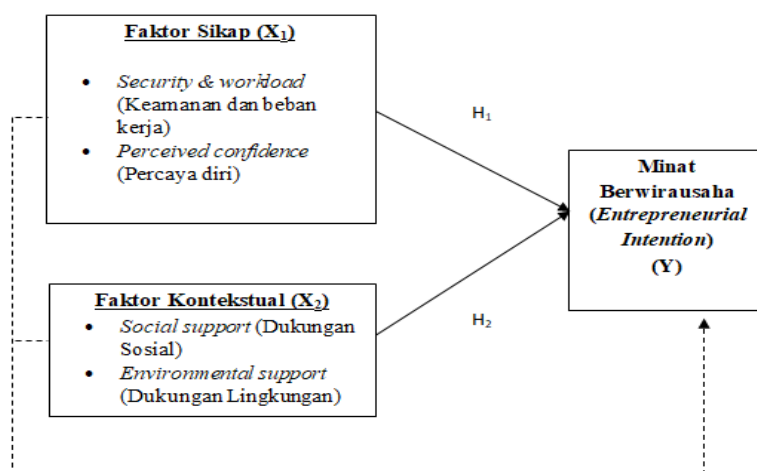 Faktor Sikap (X₁)
• Security & workload
(Keamanan dan beban
kerja)
• Perceived confidence
(Percaya diri)
H₁
Minat
Berwirausaha
(Entrepreneurial
Intention)
(Y)
Faktor Kontekstual (X₂)
• Social support (Dukungan
Sosial)
• Environmental support
(Dukungan Lingkungan)
H₂